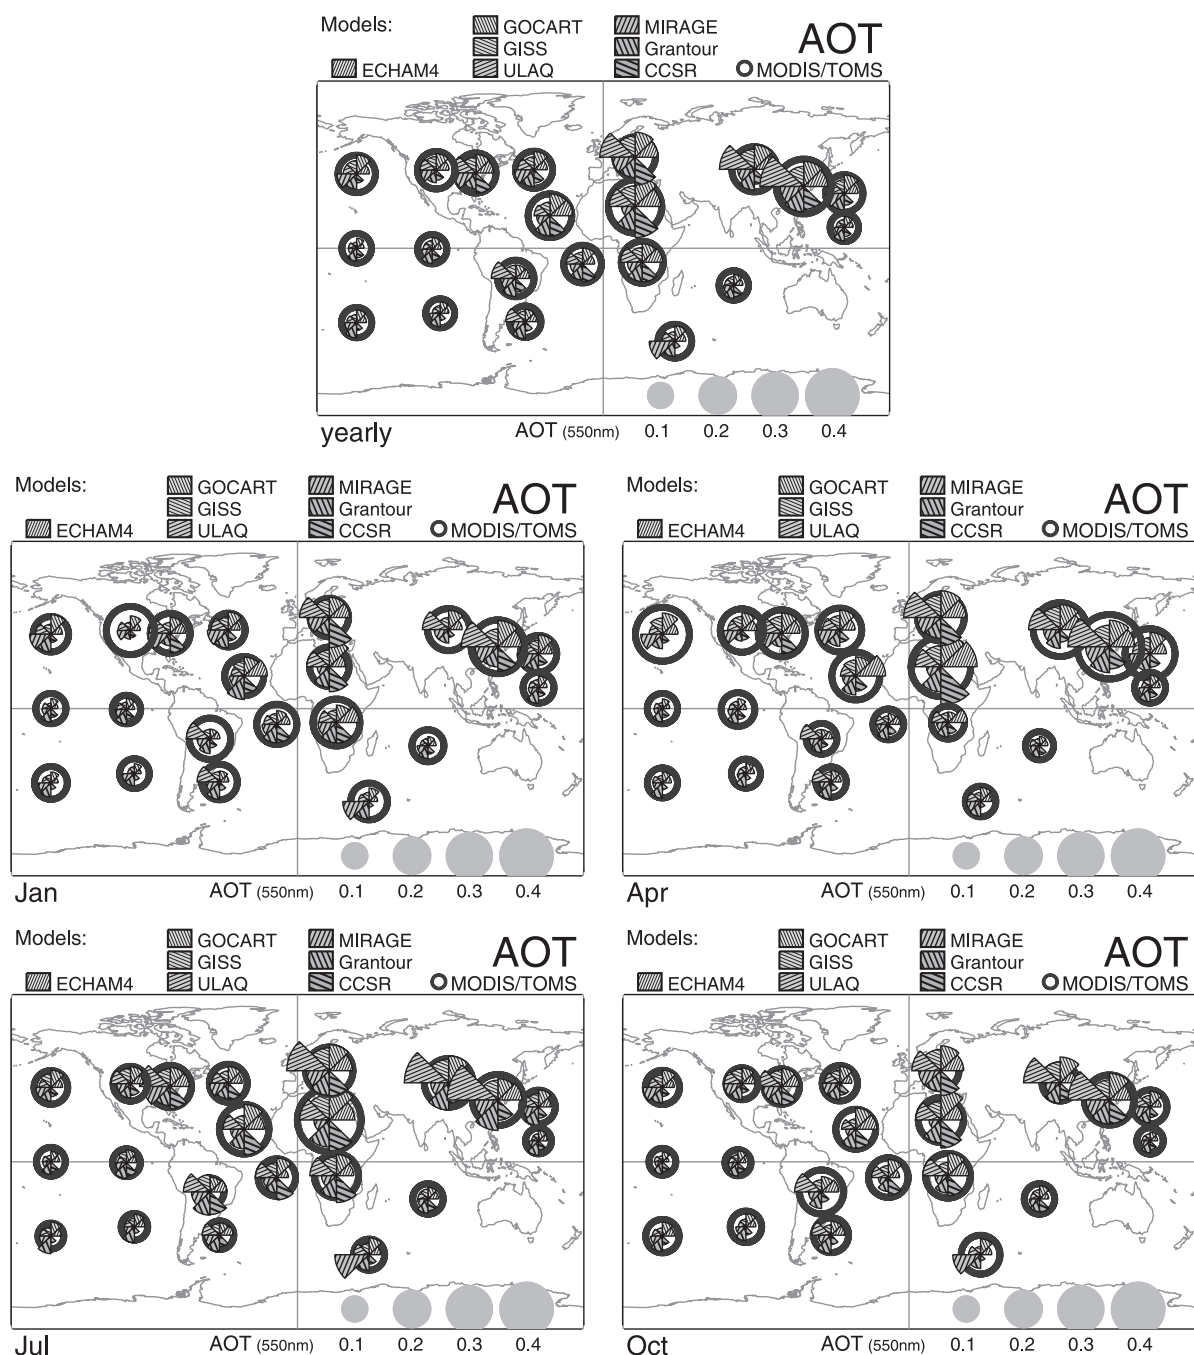 Models: GOCART MIRAGE AOT
GISS Grantour
ECHAM4 ULAQ CCSR MODIS/TOMS
yearly AOT (550nm) 0.1 0.2 0.3 0.4
Models: GOCART MIRAGE AOT
GISS Grantour
ECHAM4 ULAQ CCSR MODIS/TOMS
Jan AOT (550nm) 0.1 0.2 0.3 0.4
Models: GOCART MIRAGE AOT
GISS Grantour
ECHAM4 ULAQ CCSR MODIS/TOMS
Apr AOT (550nm) 0.1 0.2 0.3 0.4
Models: GOCART MIRAGE AOT
GISS Grantour
ECHAM4 ULAQ CCSR MODIS/TOMS
Jul AOT (550nm) 0.1 0.2 0.3 0.4
Models: GOCART MIRAGE AOT
GISS Grantour
ECHAM4 ULAQ CCSR MODIS/TOMS
Oct AOT (550nm) 0.1 0.2 0.3 0.4